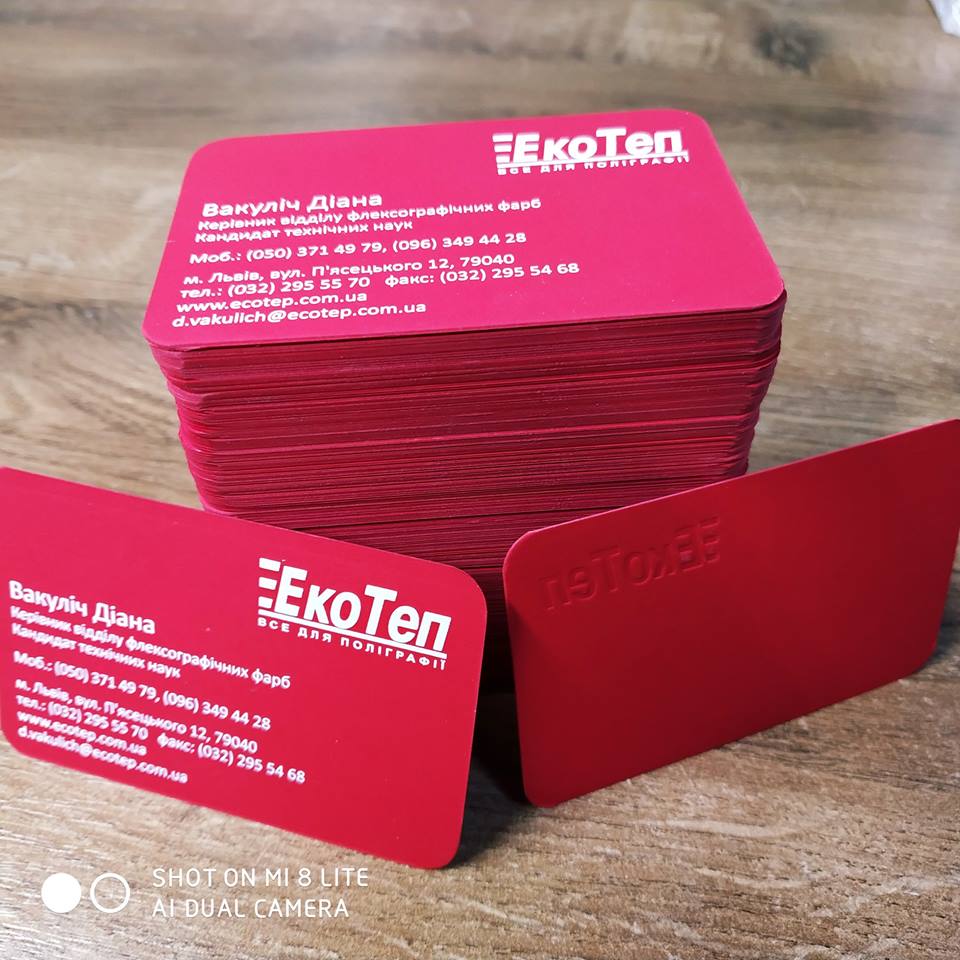 ЕкоТеп
ВСЕ ДЛЯ ПОЛІГРАФІЇ
Вакуліч Діана
Керівник відділу флексографічних фарб
Кандидат технічних наук
Моб.: (050) 371 49 79, (096) 349 44 28
м. Львів, вул. П'ясецького 12, 79040
тел.: (032) 295 55 70 факс: (032) 295 54 68
www.ecotep.com.ua
d.vakulich@ecotep.com.ua
ЕкоТеп
ВСЕ ДЛЯ ПОЛІГРАФІЇ
Вакуліч Діана
Керівник відділу флексографічних фарб
Кандидат технічних наук
Моб.: (050) 371 49 79, (096) 349 44 28
м. Львів, вул. П'ясецького 12, 79040
тел.: (032) 295 55 70 факс: (032) 295 54 68
www.ecotep.com.ua
d.vakulich@ecotep.com.ua
ЕкоТеп
SHOT ON MI 8 LITE
AI DUAL CAMERA